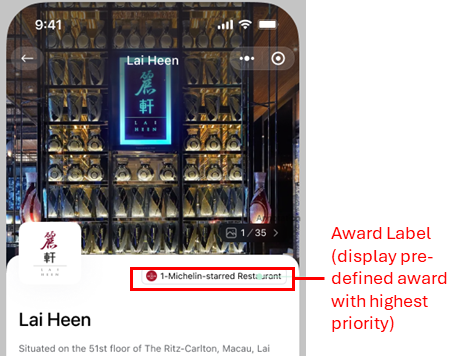 9:41
Lai Heen
麗
軒
LAI
HEEN
1/35
麗
軒
LAI HEEN
1-Michelin-starred Restaurant
Lai Heen
Situated on the 51st floor of The Ritz-Carlton, Macau, Lai
Award Label
(display pre-
defined award
with highest
priority)